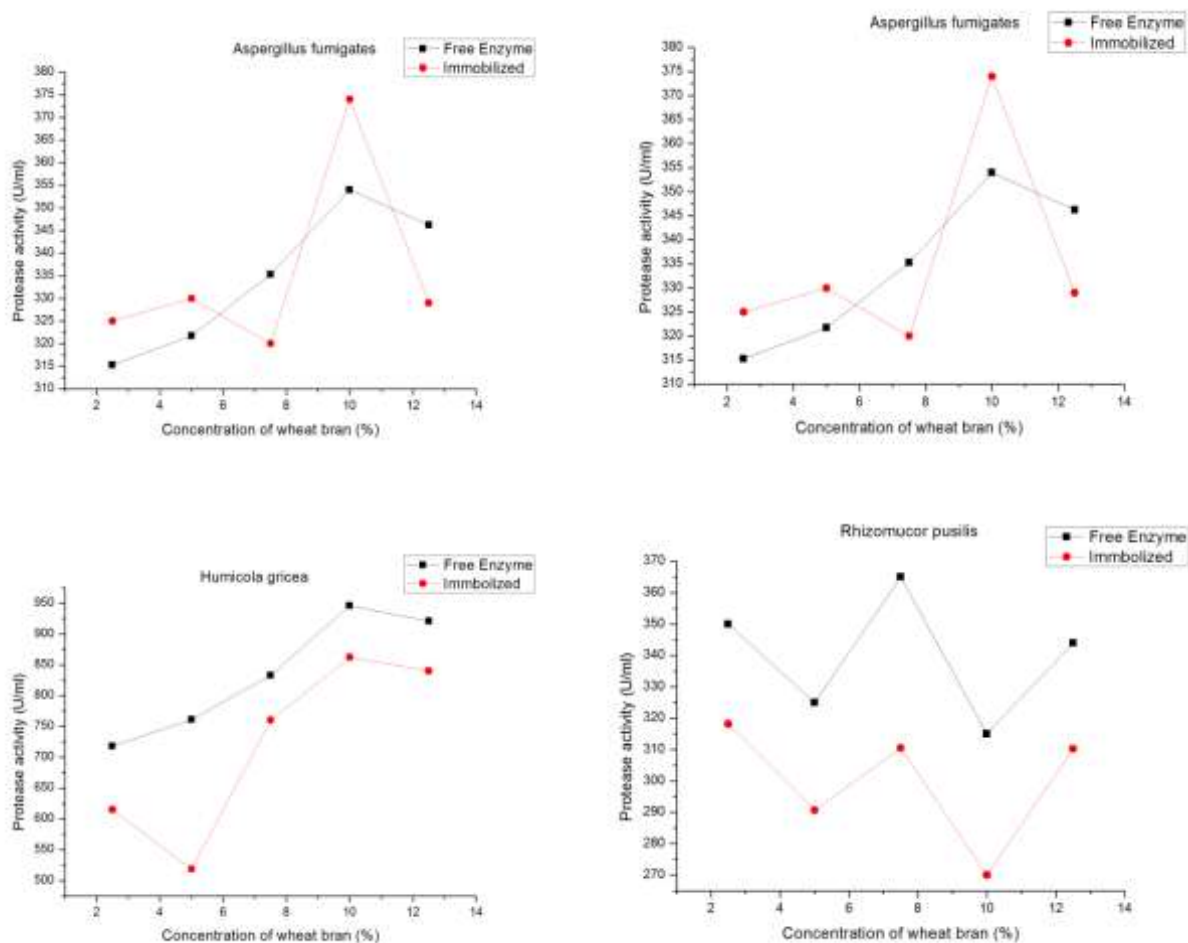 Aspergillus fumigates
Free Enzyme
Immobilized
Protease activity (U/ml)
380
375
370
365
360
355
350
345
340
335
330
325
320
315
310
2 4 6 8 10 12 14
Concentration of wheat bran (%)
Aspergillus fumigates
Free Enzyme
Immobilized
Protease activity (U/ml)
380
375
370
365
360
355
350
345
340
335
330
325
320
315
310
2 4 6 8 10 12 14
Concentration of wheat bran (%)
Humicola gricea
Free Enzyme
Immbolized
Protease activity (U/ml)
950
900
850
800
750
700
650
600
550
500
2 4 6 8 10 12 14
Concentration of wheat bran (%)
Rhizomucor pusilis
Free Enzyme
Immbolized
Protease activity (U/ml)
370
360
350
340
330
320
310
300
290
280
270
2 4 6 8 10 12 14
Concentration of wheat bran (%)